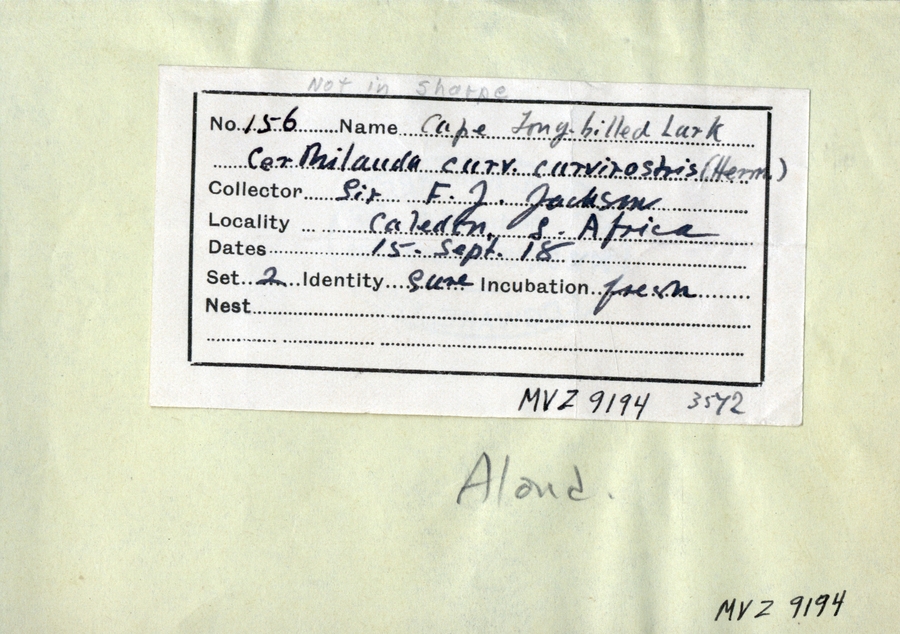 Not in Sharpe
No. 156 Name Cape Long-billed Lark
Certhilauda curv. curvirostris (Herm.)
Collector Sir F. J. Jackson
Locality Caledon, S. Africa
Dates 15. Sept. 18
Set 2 Identity Sure Incubation fresh
Nest
MVZ 9194 3572
Alaud.
MVZ 9194